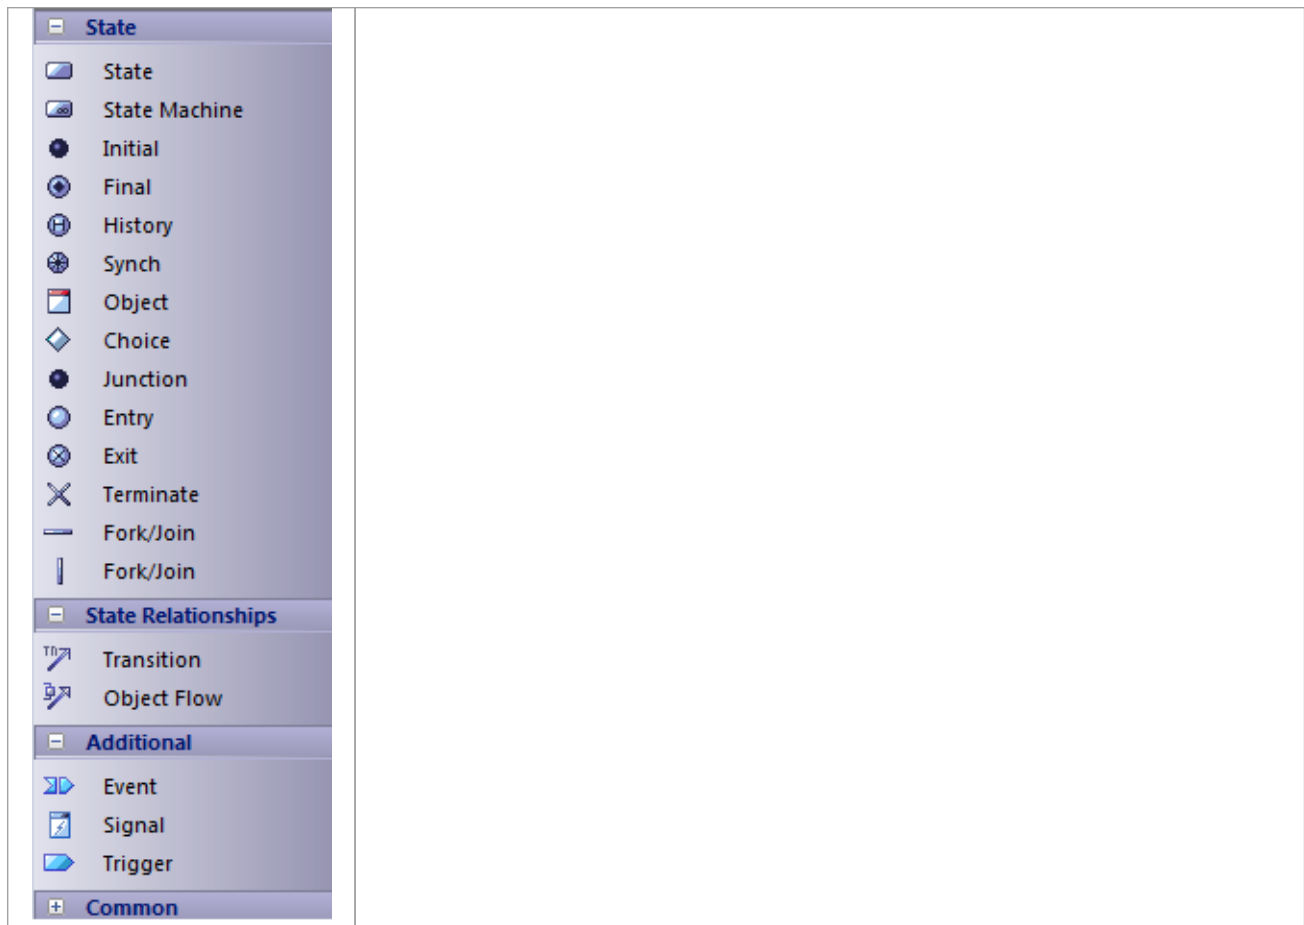 State
State
State Machine
Initial
Final
History
Synch
Object
Choice
Junction
Entry
Exit
Terminate
Fork/Join
Fork/Join
State Relationships
Transition
Object Flow
Additional
Event
Signal
Trigger
Common